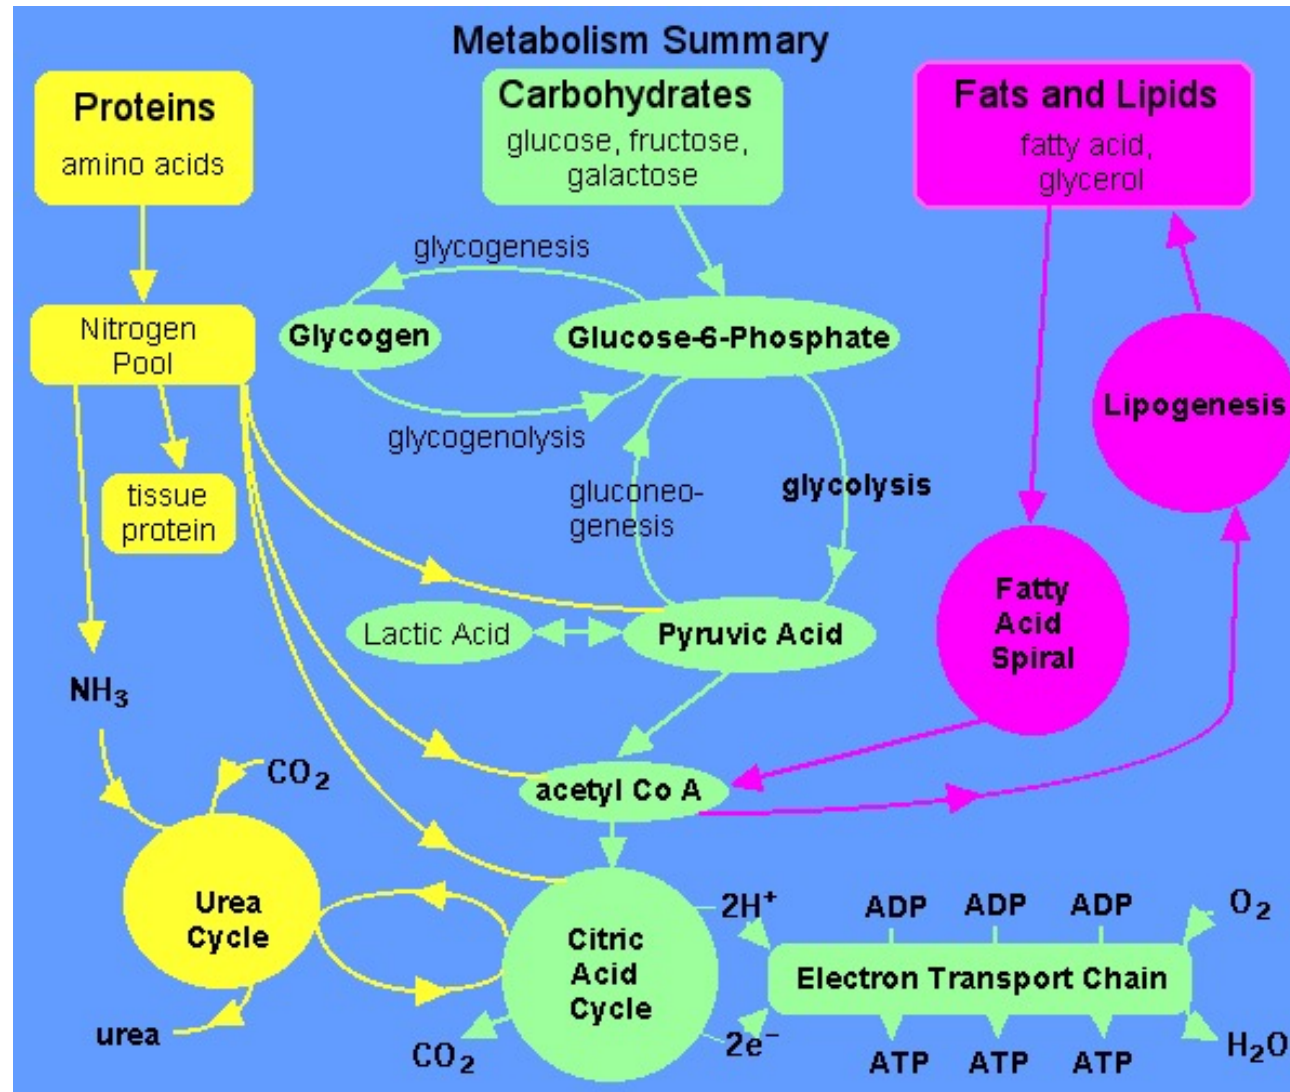 Metabolism Summary
Proteins
amino acids
Carbohydrates
glucose, fructose,
galactose
Fats and Lipids
fatty acid,
glycerol
glycogenesis
Nitrogen
Pool
Glycogen
Glucose-6-Phosphate
Lipogenesis
glycogenolysis
tissue
protein
gluconeo-
genesis
glycolysis
Fatty
Acid
Spiral
Lactic Acid
Pyruvic Acid
NH₃
CO₂
acetyl Co A
Urea
Cycle
Citric
Acid
Cycle
2H⁺
2e⁻
ADP ADP ADP
O₂
Electron Transport Chain
ATP ATP ATP
H₂O
urea
CO₂